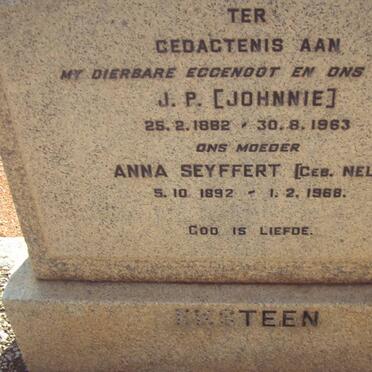 TER
GEDAGTENIS AAN
MY DIERBARE EGGENOOT EN ONS
J. P. [JOHNNIE]
25.2.1882 - 30.8.1963
ONS MOEDER
ANNA SEYFFERT [GEB. NEL
5.10.1892 - 1.2.1968.
GOD IS LIEFDE.
EKSTEEN